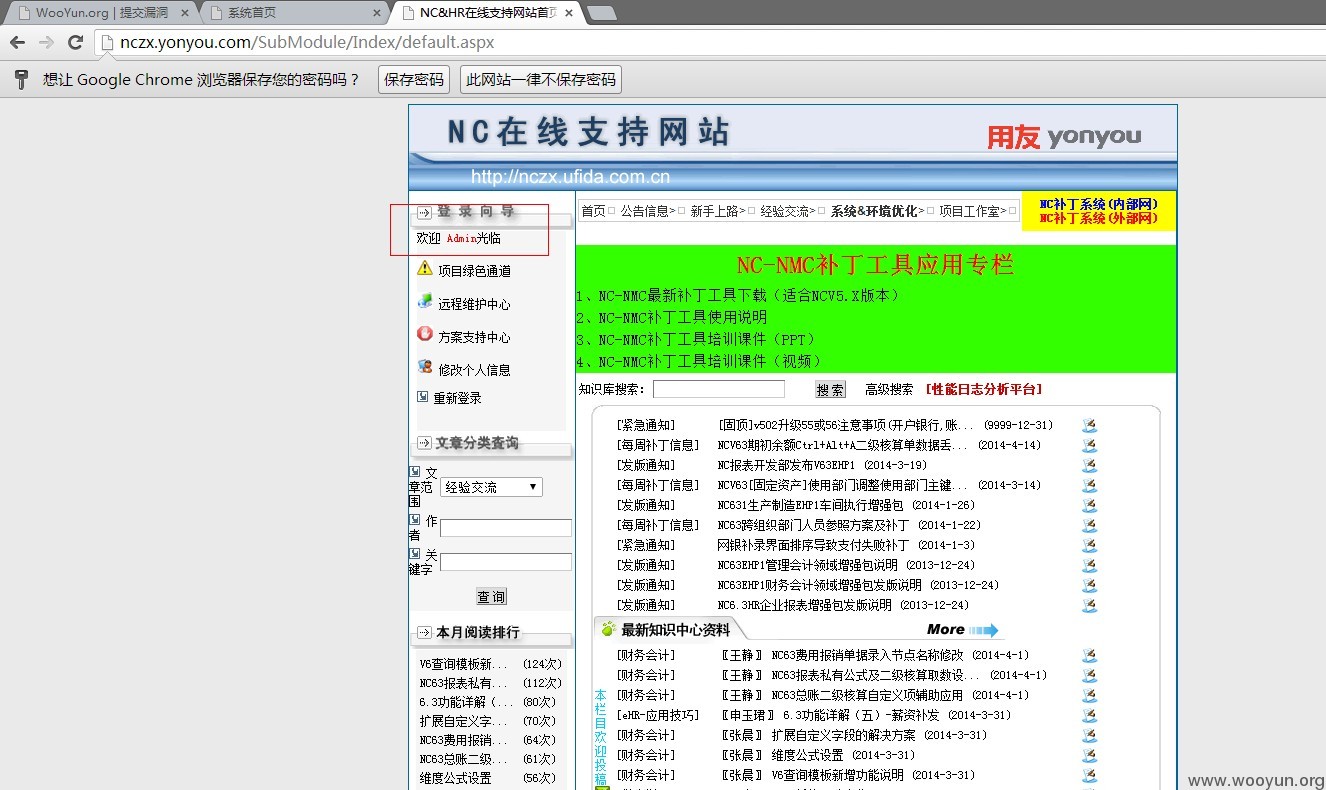 WooYun.org | 提交漏洞
系统首页
NC&HR在线支持网站首页
nczx.yonyou.com/SubModule/Index/default.aspx
想让 Google Chrome 浏览器保存您的密码吗？ 保存密码 此网站一律不保存密码
NC在线支持网站
用友 yonyou
http://nczx.ufida.com.cn
登录向导
欢迎 Admin光临
项目绿色通道
远程维护中心
方案支持中心
修改个人信息
重新登录
文章分类查询
文章范围 经验交流
作者
关键字
查询
本月阅读排行
V6查询模板新... (124次)
NC63报表私有... (112次)
6.3功能详解（... (80次)
扩展自定义字... (70次)
NC63费用报销... (64次)
NC63总账二级... (61次)
维度公式设置 (56次)
首页 公告信息> 新手上路> 经验交流> 系统&环境优化> 项目工作室>
NC补丁系统(内部网)
NC补丁系统(外部网)
NC-NMC补丁工具应用专栏
1、NC-NMC最新补丁工具下载（适合NCV5.X版本）
2、NC-NMC补丁工具使用说明
3、NC-NMC补丁工具培训课件（PPT）
4、NC-NMC补丁工具培训课件（视频）
知识库搜索： 搜索 高级搜索 【性能日志分析平台】
[紧急通知] [固顶]v502升级55或56注意事项(开户银行,账... (9999-12-31)
[每周补丁信息] NCV63期初余额Ctrl+Alt+A二级核算单数据丢... (2014-4-14)
[发版通知] NC报表开发部发布V63EHP1 (2014-3-19)
[每周补丁信息] NCV63[固定资产]使用部门调整使用部门主键... (2014-3-14)
[发版通知] NC631生产制造EHP1车间执行增强包 (2014-1-26)
[每周补丁信息] NC63跨组织部门人员参照方案及补丁 (2014-1-22)
[紧急通知] 网银补录界面排序导致支付失败补丁 (2014-1-3)
[发版通知] NC63EHP1管理会计领域增强包说明 (2013-12-24)
[发版通知] NC63EHP1财务会计领域增强包发版说明 (2013-12-24)
[发版通知] NC6.3HR企业报表增强包发版说明 (2013-12-24)
最新知识中心资料 More
[财务会计] 〖王静〗 NC63费用报销单据录入节点名称修改 (2014-4-1)
[财务会计] 〖王静〗 NC63报表私有公式及二级核算取数设... (2014-4-1)
[财务会计] 〖王静〗 NC63总账二级核算自定义项辅助应用 (2014-4-1)
[eHR-应用技巧] 〖申玉珺〗 6.3功能详解（五）-薪资补发 (2014-3-31)
[财务会计] 〖张晨〗 扩展自定义字段的解决方案 (2014-3-31)
[财务会计] 〖张晨〗 维度公式设置 (2014-3-31)
[财务会计] 〖张晨〗 V6查询模板新增功能说明 (2014-3-31)
本栏目欢迎投稿
www.wooyun.org